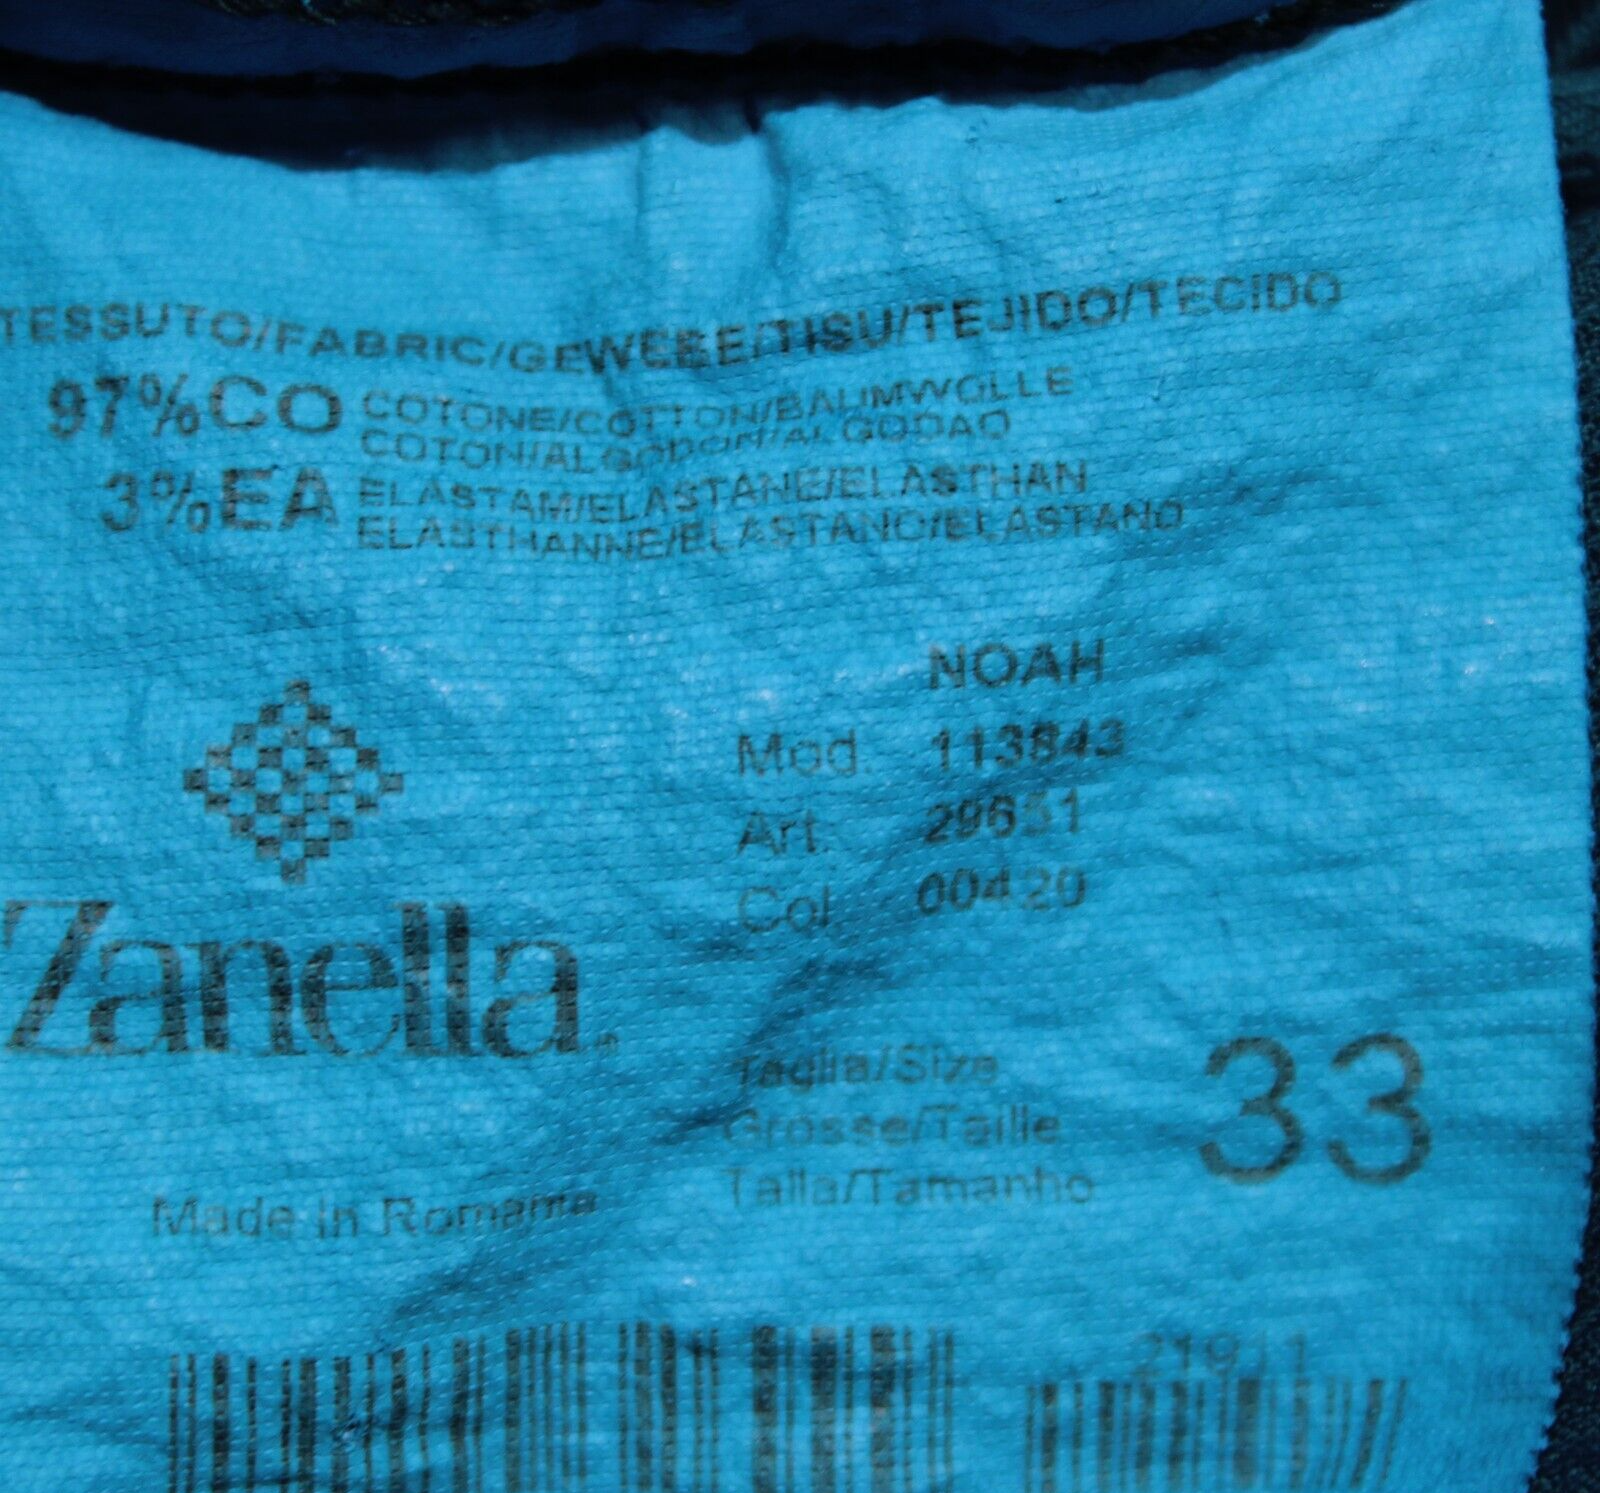 TESSUTO/FABRIC/GEWEBE/TISU/TEJIDO/TECIDO
97%CO COTONE/COTTON/BAUMWOLLE
COTON/ALGODON/ALGODAO
3%EA ELASTAM/ELASTANE/ELASTHAN
ELASTHANNE/ELASTANO/ELASTANO
NOAH
Mod. 113843
Art. 29651
Col 00420
Zanella
Taglia/Size
Grosse/Taille
Talla/Tamanho
33
Made in Romania